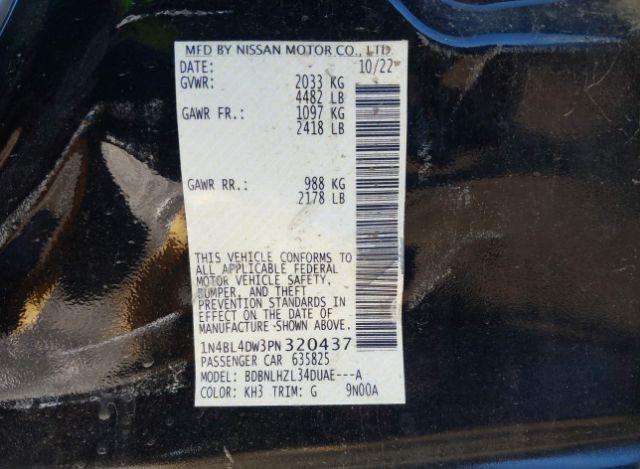 MFD BY NISSAN MOTOR CO., LTD.
DATE: 10/22
GVWR: 2033 KG
4482 LB
GAWR FR.: 1097 KG
2418 LB
GAWR RR.: 988 KG
2178 LB
THIS VEHICLE CONFORMS TO
ALL APPLICABLE FEDERAL
MOTOR VEHICLE SAFETY,
BUMPER, AND THEFT
PREVENTION STANDARDS IN
EFFECT ON THE DATE OF
MANUFACTURE SHOWN ABOVE.
1N4BL4DW3PN320437
PASSENGER CAR 635825
MODEL: BDBNLHZL34DUAE---A
COLOR: KH3 TRIM: G 9N00A